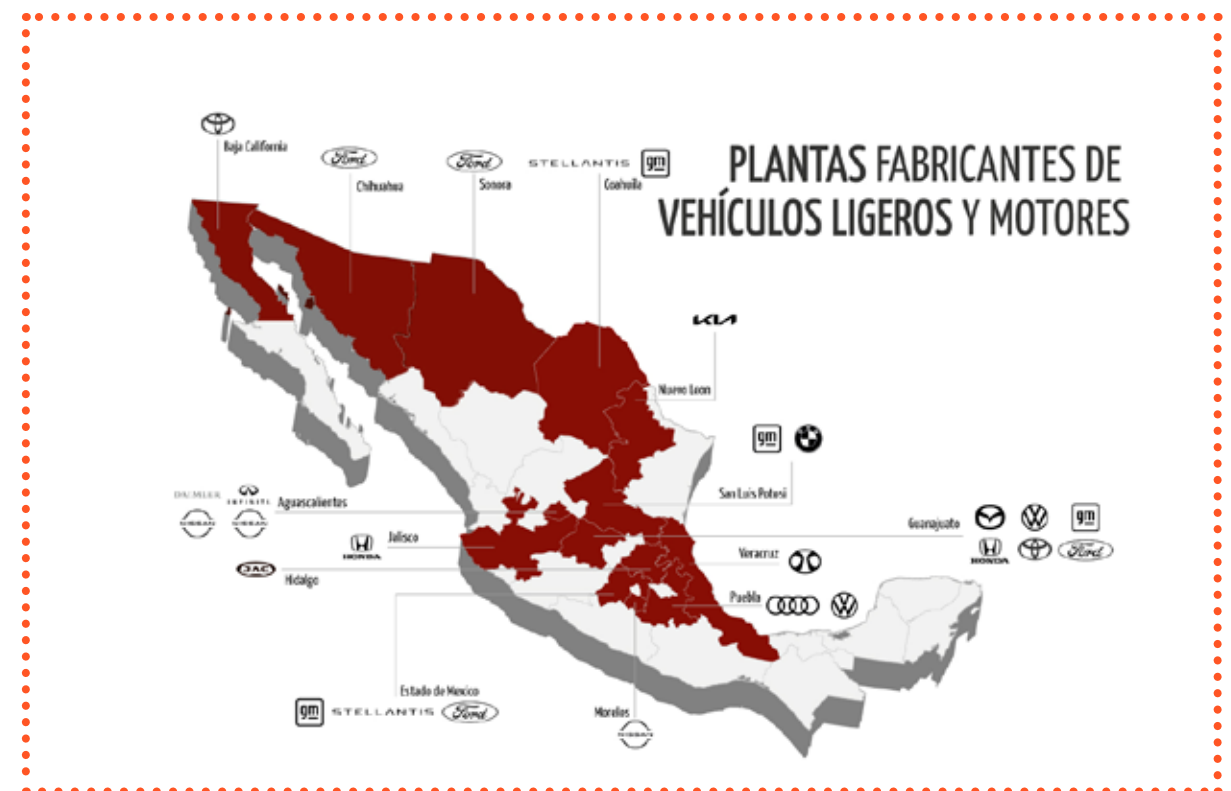 PLANTAS FABRICANTES DE
VEHÍCULOS LIGEROS Y MOTORES
Baja California
Ford
Chihuahua
Ford
Sonora
STELLANTIS gm
Coahuila
KIA
Nuevo Leon
gm
San Luis Potosi
DAIMLER INFINITI
NISSAN NISSAN
Aguascalientes
HONDA
Jalisco
JAC
Hidalgo
Guanajuato
gm
HONDA
Ford
Veracruz
Puebla
Estado de Mexico
gm STELLANTIS Ford
Morelos
NISSAN